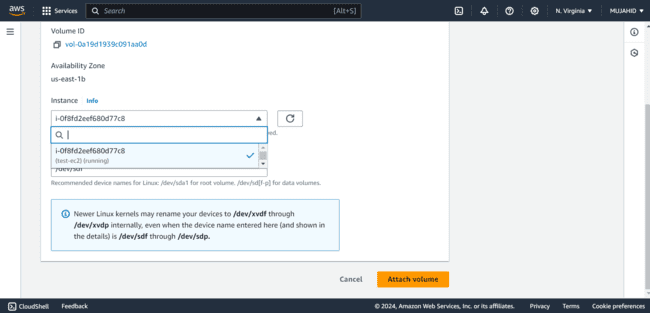 aws Services Search [Alt+S] N. Virginia MUJAHID
Volume ID
vol-0a19d1939c091aa0d
Availability Zone
us-east-1b
Instance Info
i-0f8fd2eef680d77c8
ed.
i-0f8fd2eef680d77c8
(test-ec2) (running)
/dev/sdf
Recommended device names for Linux: /dev/sda1 for root volume, /dev/sd[f-p] for data volumes.
Newer Linux kernels may rename your devices to /dev/xvdf through
/dev/xvdp internally, even when the device name entered here (and shown in
the details) is /dev/sdf through /dev/sdp.
Cancel Attach volume
CloudShell Feedback © 2024, Amazon Web Services, Inc. or its affiliates. Privacy Terms Cookie preferences